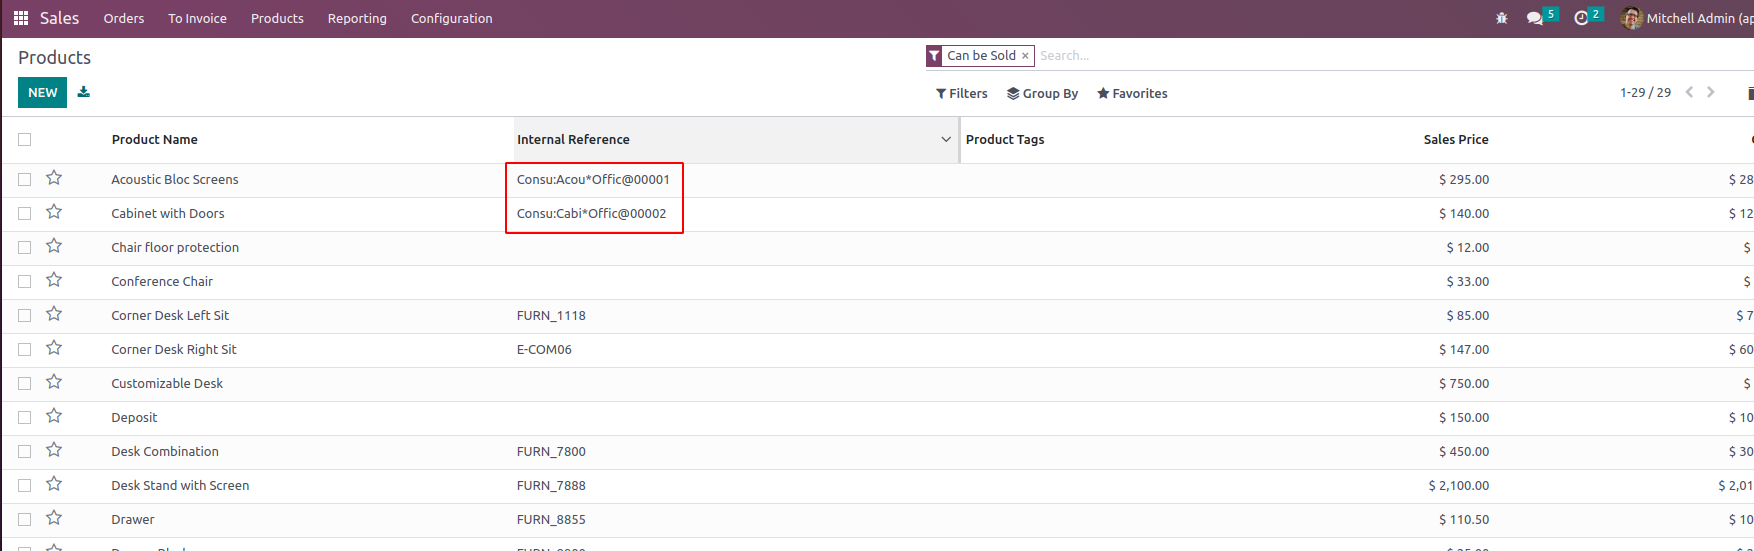 Sales Orders To Invoice Products Reporting Configuration 5 2 Mitchell Admin (ap
Products Can be Sold × Search...
NEW Filters Group By Favorites 1-29 / 29
Product Name Internal Reference Product Tags Sales Price
Acoustic Bloc Screens Consu:Acou*Offic@00001 $ 295.00 $ 28
Cabinet with Doors Consu:Cabi*Offic@00002 $ 140.00 $ 12
Chair floor protection $ 12.00 $
Conference Chair $ 33.00 $
Corner Desk Left Sit FURN_1118 $ 85.00 $ 7
Corner Desk Right Sit E-COM06 $ 147.00 $ 60
Customizable Desk $ 750.00 $
Deposit $ 150.00 $ 10
Desk Combination FURN_7800 $ 450.00 $ 30
Desk Stand with Screen FURN_7888 $ 2,100.00 $ 2,01
Drawer FURN_8855 $ 110.50 $ 10